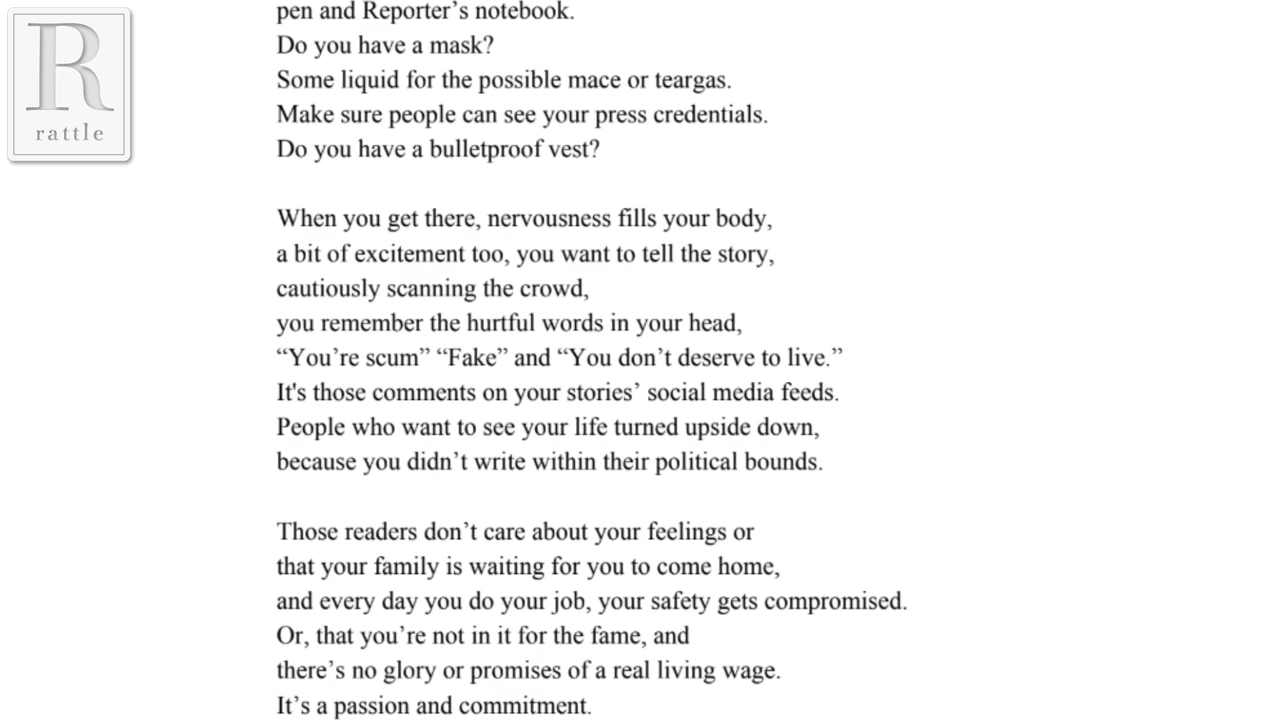 R
rattle
pen and Reporter’s notebook.
Do you have a mask?
Some liquid for the possible mace or teargas.
Make sure people can see your press credentials.
Do you have a bulletproof vest?
When you get there, nervousness fills your body,
a bit of excitement too, you want to tell the story,
cautiously scanning the crowd,
you remember the hurtful words in your head,
“You’re scum” “Fake” and “You don’t deserve to live.”
It's those comments on your stories’ social media feeds.
People who want to see your life turned upside down,
because you didn’t write within their political bounds.
Those readers don’t care about your feelings or
that your family is waiting for you to come home,
and every day you do your job, your safety gets compromised.
Or, that you’re not in it for the fame, and
there’s no glory or promises of a real living wage.
It’s a passion and commitment.